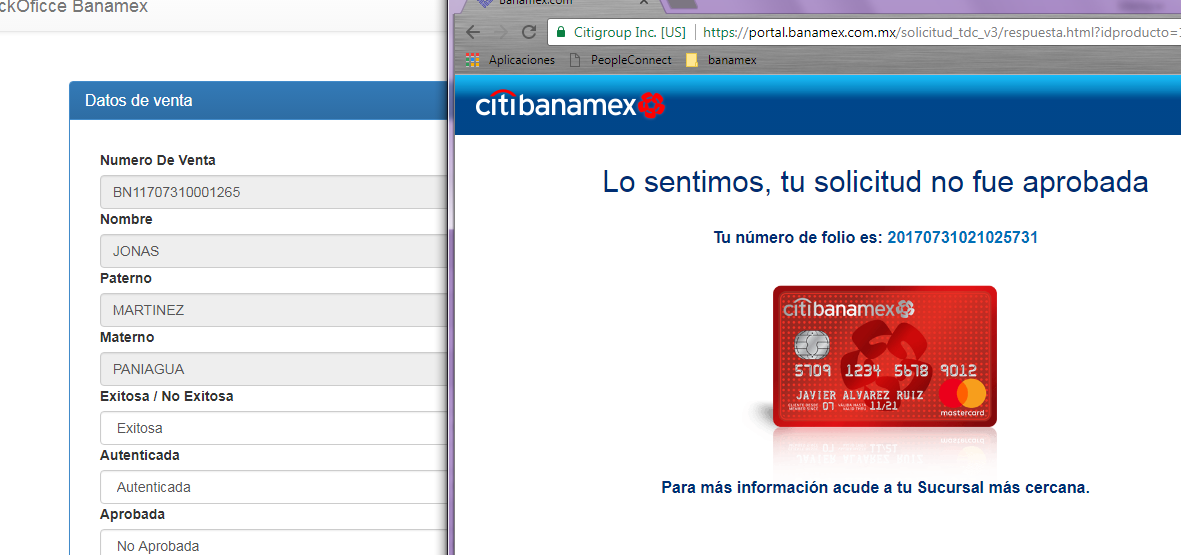 ckOficce Banamex
Datos de venta
Numero De Venta
BN11707310001265
Nombre
JONAS
Paterno
MARTINEZ
Materno
PANIAGUA
Exitosa / No Exitosa
Exitosa
Autenticada
Autenticada
Aprobada
No Aprobada
Banamex.com
Citigroup Inc. [US] https://portal.banamex.com.mx/solicitud_tdc_v3/respuesta.html?idproducto=1
Aplicaciones PeopleConnect banamex
citibanamex
Lo sentimos, tu solicitud no fue aprobada
Tu número de folio es: 20170731021025731
citibanamex
5709 1234 5678 9012
JAVIER ALVAREZ RUIZ
07 11/21
mastercard
Para más información acude a tu Sucursal más cercana.